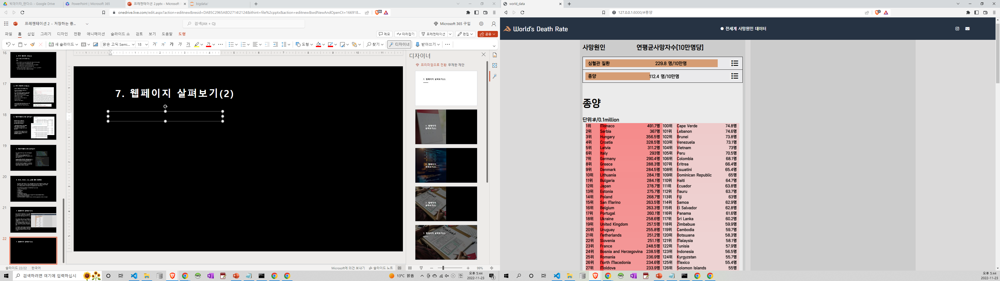 빅데이터_판다스 - Google Drive
PowerPoint | Microsoft 365
프레젠테이션 2.pptx - Microsoft
bigdata/
onedrive.live.com/edit.aspx?action=editnew&resid=DAB5C2965ABD2714!2124&ithint=file%2cpptx&action=editnew&wdNewAndOpenCt=166918...
프레젠테이션 2 - 저장하는 중...
검색(Alt + Q)
Microsoft 365 구입
파일 홈 삽입 그리기 디자인 전환 애니메이션 슬라이드 쇼 검토 보기 도움말 도형
메모 따라잡기 프레젠테이션 편집 공유
새 슬라이드 맑은 고딕 Semi... 18 가 가 가 가 가 가 도형 찾기 디자이너 받아쓰기
16
17
18
19
20
21
22
7. 웹페이지 살펴보기(2)
7. 웹페이지 살펴보기(2)
디자이너
프리미엄으로 전환 무제한 제안
7. 웹페이지 살펴보기(2)
7. 웹페이지
살펴보기(2)
7. 웹페이지
살펴보기(2)
7. 웹페이지
살펴보기(2)
7. 웹페이지 살펴보기(2)
슬라이드 22/22 한국어
Microsoft에 의견 보내기 슬라이드 노트 99%
검색하려면 여기에 입력하십시
13°C 맑음
오후 5:44
2022-11-23
world_data
127.0.0.1:8000/#종양
World's Death Rate
전세계 사망원인 데이터
사망원인 연평균사망자수[10만명당]
심혈관 질환 229.8 명/10만명
종양 112.4 명/10만명
종양
단위:#/0.1million
1위 Monaco 491.7명 100위 Cape Verde 74.8명
2위 Serbia 367명 101위 Lebanon 74.6명
3위 Hungary 356.5명 102위 Brunei 73.8명
4위 Croatia 328.5명 103위 Venezuela 73.1명
5위 Latvia 311.2명 104위 Vietnam 73명
6위 Italy 293명 105위 Peru 70.5명
7위 Germany 290.4명 106위 Colombia 68.1명
8위 Greece 288.3명 107위 Eritrea 66.4명
9위 Denmark 284.5명 108위 Eswatini 65.4명
10위 Lithuania 284.1명 109위 Dominican Republic 65명
11위 Bulgaria 284.1명 110위 Haiti 64.7명
12위 Japan 278.7명 111위 Ecuador 63.8명
13위 Estonia 275.7명 112위 Nauru 63.7명
14위 Poland 268.7명 113위 Fiji 63명
15위 San Marino 263.5명 114위 Samoa 62.9명
16위 Belgium 263.3명 115위 El Salvador 62.8명
17위 Portugal 260.1명 116위 Panama 61.6명
18위 Ukraine 258.6명 117위 Sri Lanka 60.2명
19위 United Kingdom 257.5명 118위 Zimbabwe 59.9명
20위 Uruguay 255.8명 119위 Cambodia 59.7명
21위 Netherlands 251.2명 120위 Botswana 58.3명
22위 Slovenia 251.1명 121위 Malaysia 58.1명
23위 France 248.5명 122위 Tunisia 57.9명
24위 Bosnia and Herzegovina 238.5명 123위 Indonesia 56.5명
25위 Romania 236.9명 124위 Kyrgyzstan 55.7명
26위 North Macedonia 234.6명 125위 Mexico 55.4명
27위 Moldova 233.9명 126위 Solomon Islands 55명
오후 5:44
2022-11-23